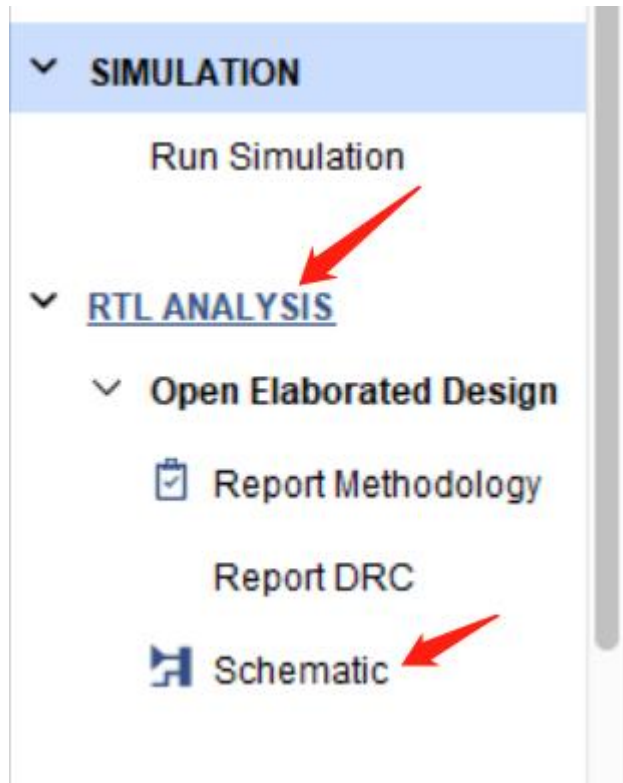 SIMULATION
Run Simulation
RTL ANALYSIS
Open Elaborated Design
Report Methodology
Report DRC
Schematic